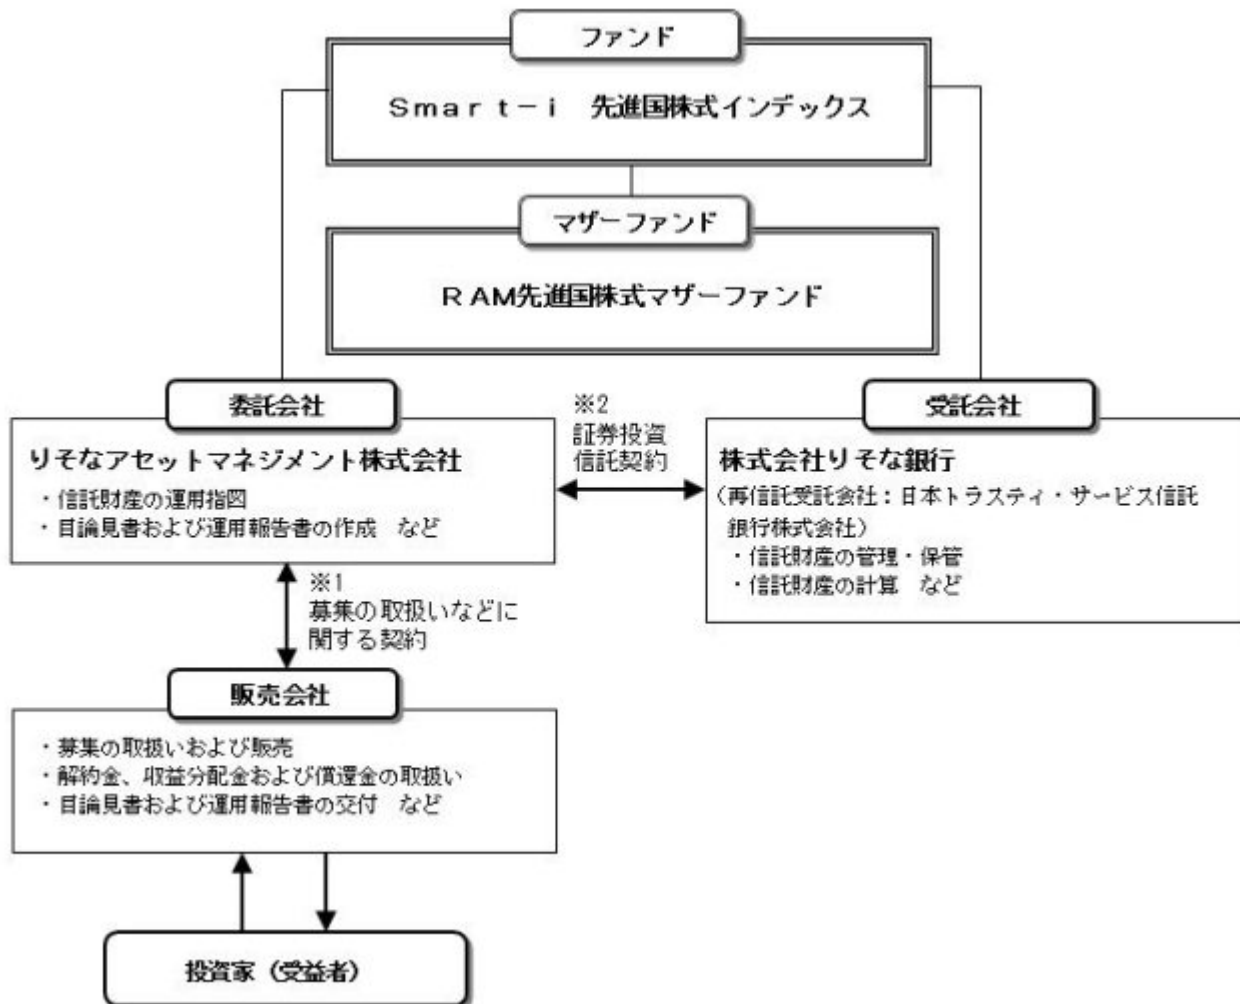 ファンド
Ｓｍａｒｔ－ｉ　先進国株式インデックス
マザーファンド
ＲＡＭ先進国株式マザーファンド
委託会社
りそなアセットマネジメント株式会社
・信託財産の運用指図
・目論見書および運用報告書の作成　など
※2
証券投資
信託契約
受託会社
株式会社りそな銀行
（再信託受託会社：日本トラスティ・サービス信託
銀行株式会社）
・信託財産の管理・保管
・信託財産の計算　など
※1
募集の取扱いなどに
関する契約
販売会社
・募集の取扱いおよび販売
・解約金、収益分配金および償還金の取扱い
・目論見書および運用報告書の交付　など
投資家（受益者）